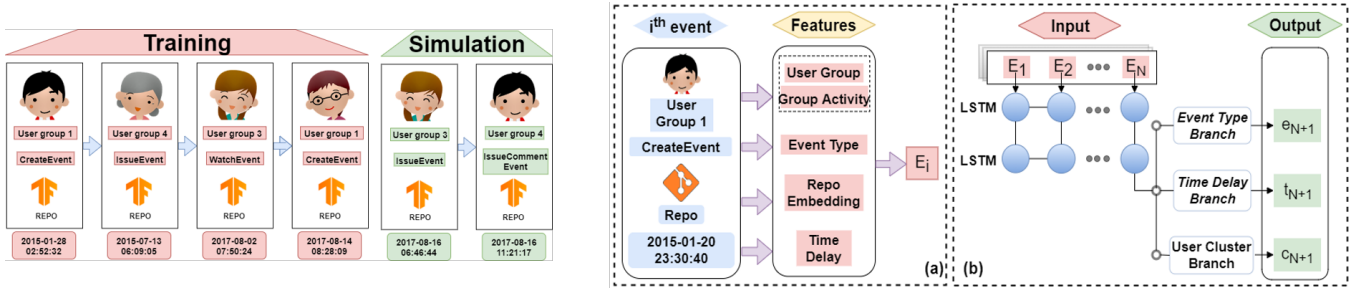 Training
Simulation
User group 1
User group 4
User group 3
User group 1
User group 3
User group 4
CreateEvent
IssueEvent
WatchEvent
CreateEvent
IssueEvent
IssueComment
Event
REPO
REPO
REPO
REPO
REPO
REPO
2015-01-28
02:52:32
2015-07-13
06:09:05
2017-08-02
07:50:24
2017-08-14
08:28:09
2017-08-16
06:46:44
2017-08-16
11:21:17
ith event
Features
User
Group 1
CreateEvent
Repo
2015-01-20
23:30:40
User Group
Group Activity
Event Type
Repo
Embedding
Time
Delay
Ei
(a)
(b)
Input
Output
E1
E2
EN
LSTM
LSTM
Event Type
Branch
Time Delay
Branch
User Cluster
Branch
eN+1
tN+1
cN+1